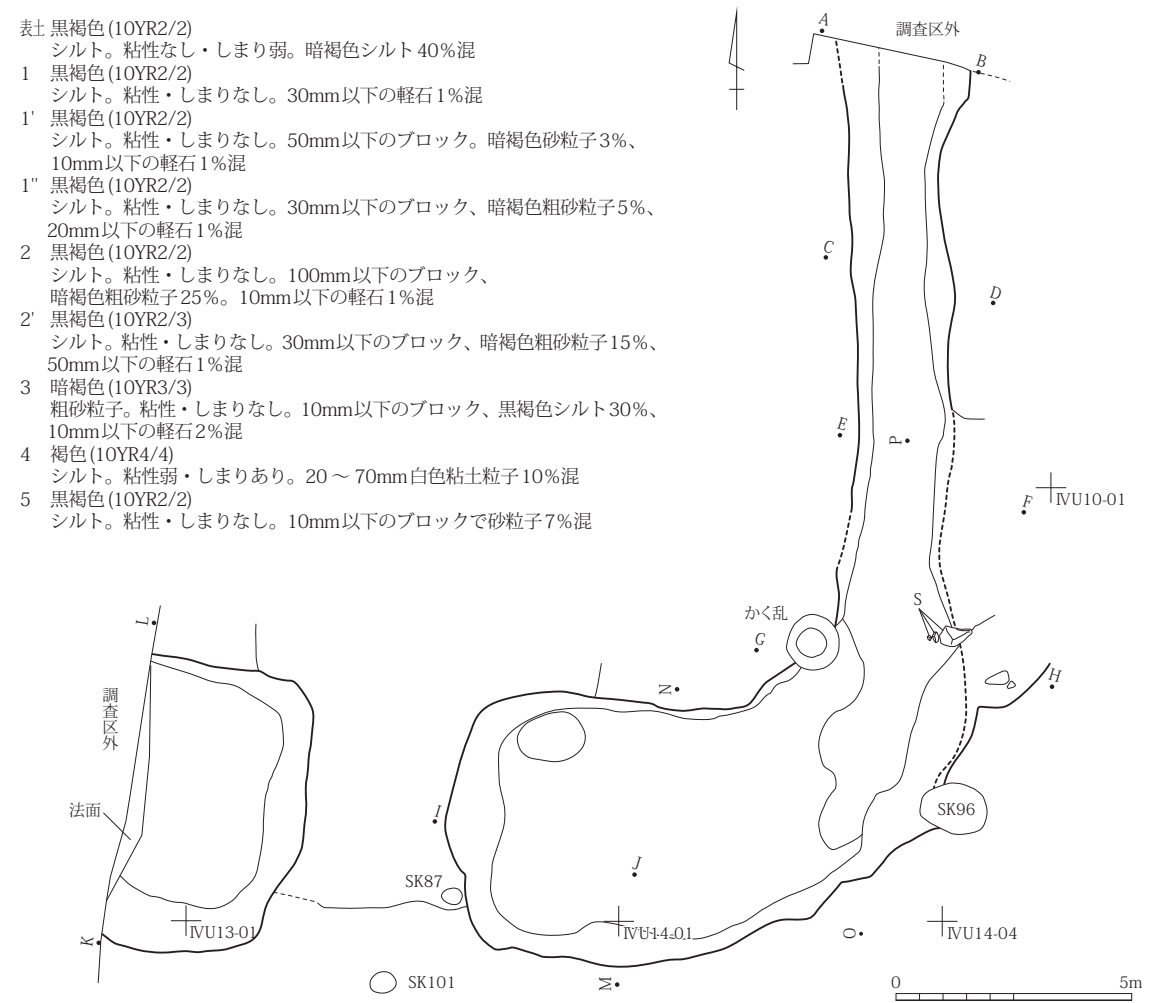 表土 黒褐色(10YR2/2)
シルト。粘性なし・しまり弱。暗褐色シルト40%混
1 黒褐色(10YR2/2)
シルト。粘性・しまりなし。30mm以下の軽石1%混
1' 黒褐色(10YR2/2)
シルト。粘性・しまりなし。50mm以下のブロック。暗褐色砂粒子3%、
10mm以下の軽石1%混
1" 黒褐色(10YR2/2)
シルト。粘性・しまりなし。30mm以下のブロック、暗褐色粗砂粒子5%、
20mm以下の軽石1%混
2 黒褐色(10YR2/2)
シルト。粘性・しまりなし。100mm以下のブロック、
暗褐色粗砂粒子25%。10mm以下の軽石1%混
2' 黒褐色(10YR2/3)
シルト。粘性・しまりなし。30mm以下のブロック、暗褐色粗砂粒子15%、
50mm以下の軽石1%混
3 暗褐色(10YR3/3)
粗砂粒子。粘性・しまりなし。10mm以下のブロック、黒褐色シルト30%、
10mm以下の軽石2%混
4 褐色(10YR4/4)
シルト。粘性弱・しまりあり。20～70mm白色粘土粒子10%混
5 黒褐色(10YR2/2)
シルト。粘性・しまりなし。10mm以下のブロックで砂粒子7%混
A
調査区外
B
C
D
E
P
F
ⅣU10-01
S
かく乱
G
L
N
H
調査区外
法面
I
SK96
J
SK87
K
ⅣU13-01
ⅣU14-01
O
ⅣU14-04
SK101
M
0
5m